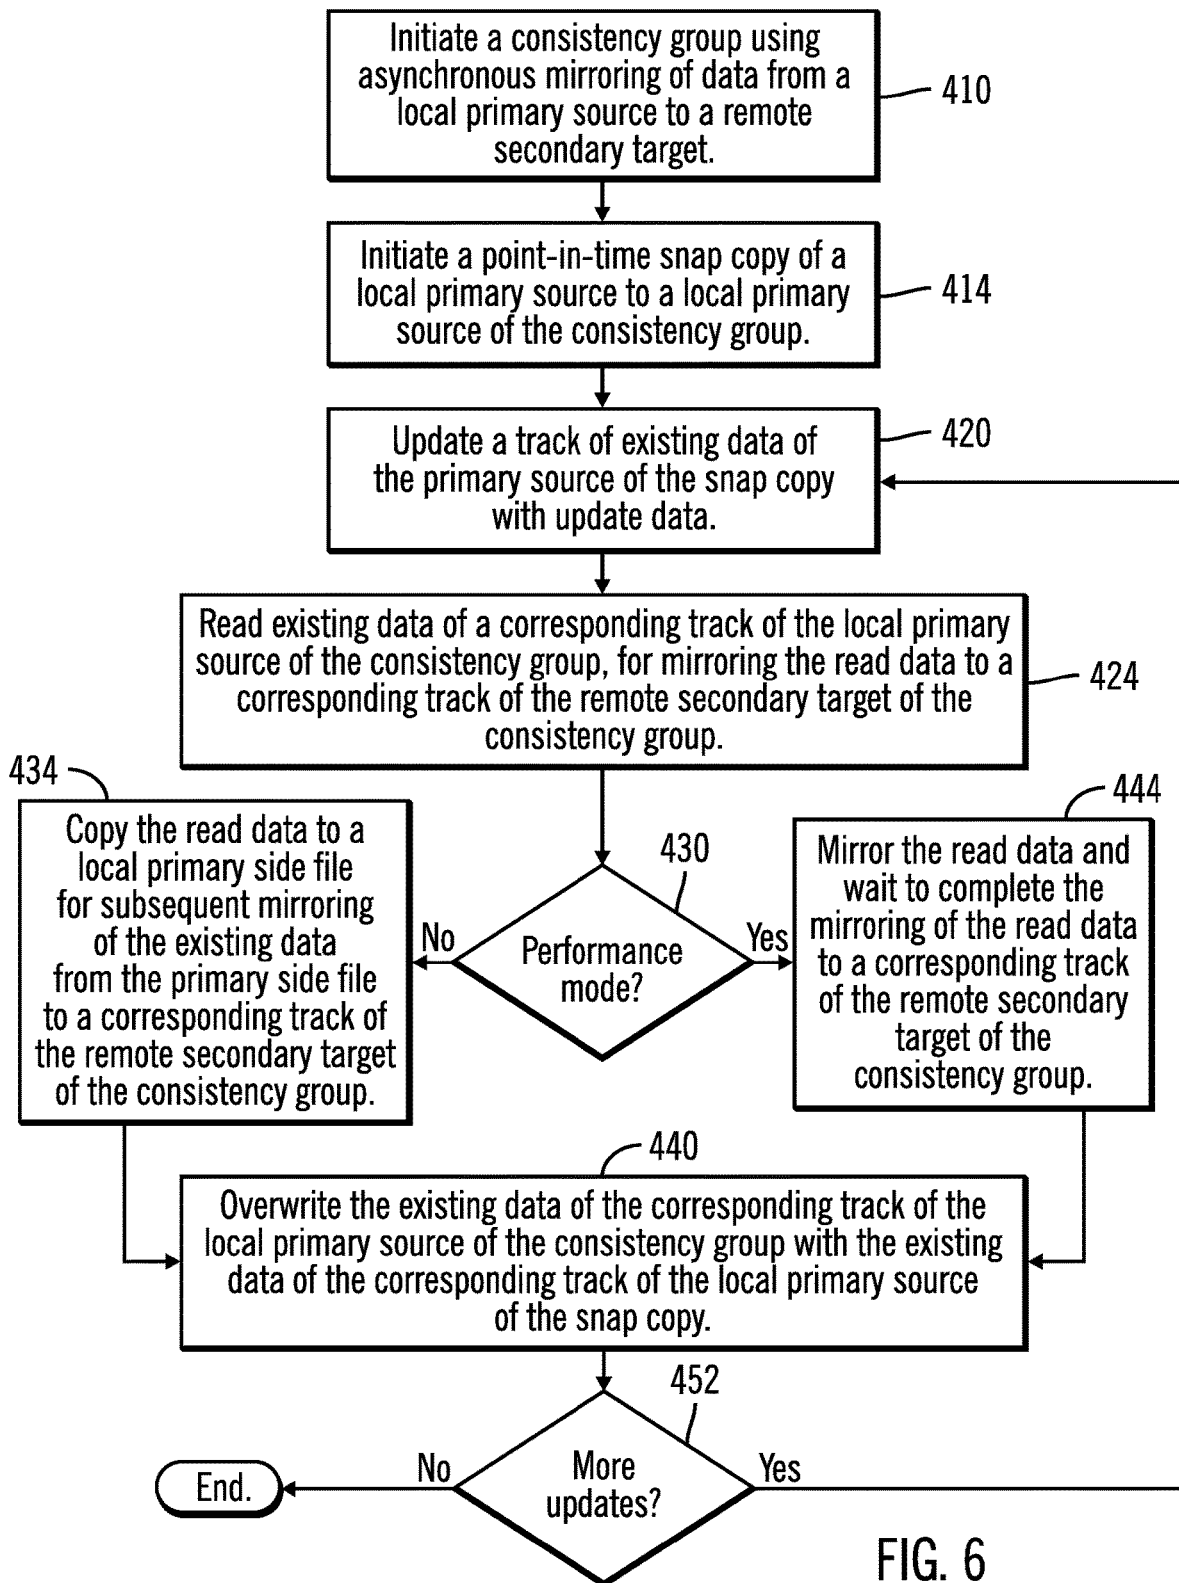 Initiate a consistency group using
asynchronous mirroring of data from a
local primary source to a remote
secondary target.
410
Initiate a point-in-time snap copy of a
local primary source to a local primary
source of the consistency group.
414
Update a track of existing data of
the primary source of the snap copy
with update data.
420
Read existing data of a corresponding track of the local primary
source of the consistency group, for mirroring the read data to a
corresponding track of the remote secondary target of the
consistency group.
424
434
Copy the read data to a
local primary side file
for subsequent mirroring
of the existing data
from the primary side file
to a corresponding track of
the remote secondary target
of the consistency group.
430
No
Performance
mode?
Yes
444
Mirror the read data and
wait to complete the
mirroring of the read data
to a corresponding track
of the remote secondary
target of the
consistency group.
440
Overwrite the existing data of the corresponding track of the
local primary source of the consistency group with the existing
data of the corresponding track of the local primary source
of the snap copy.
452
End.
No
More
updates?
Yes
FIG. 6